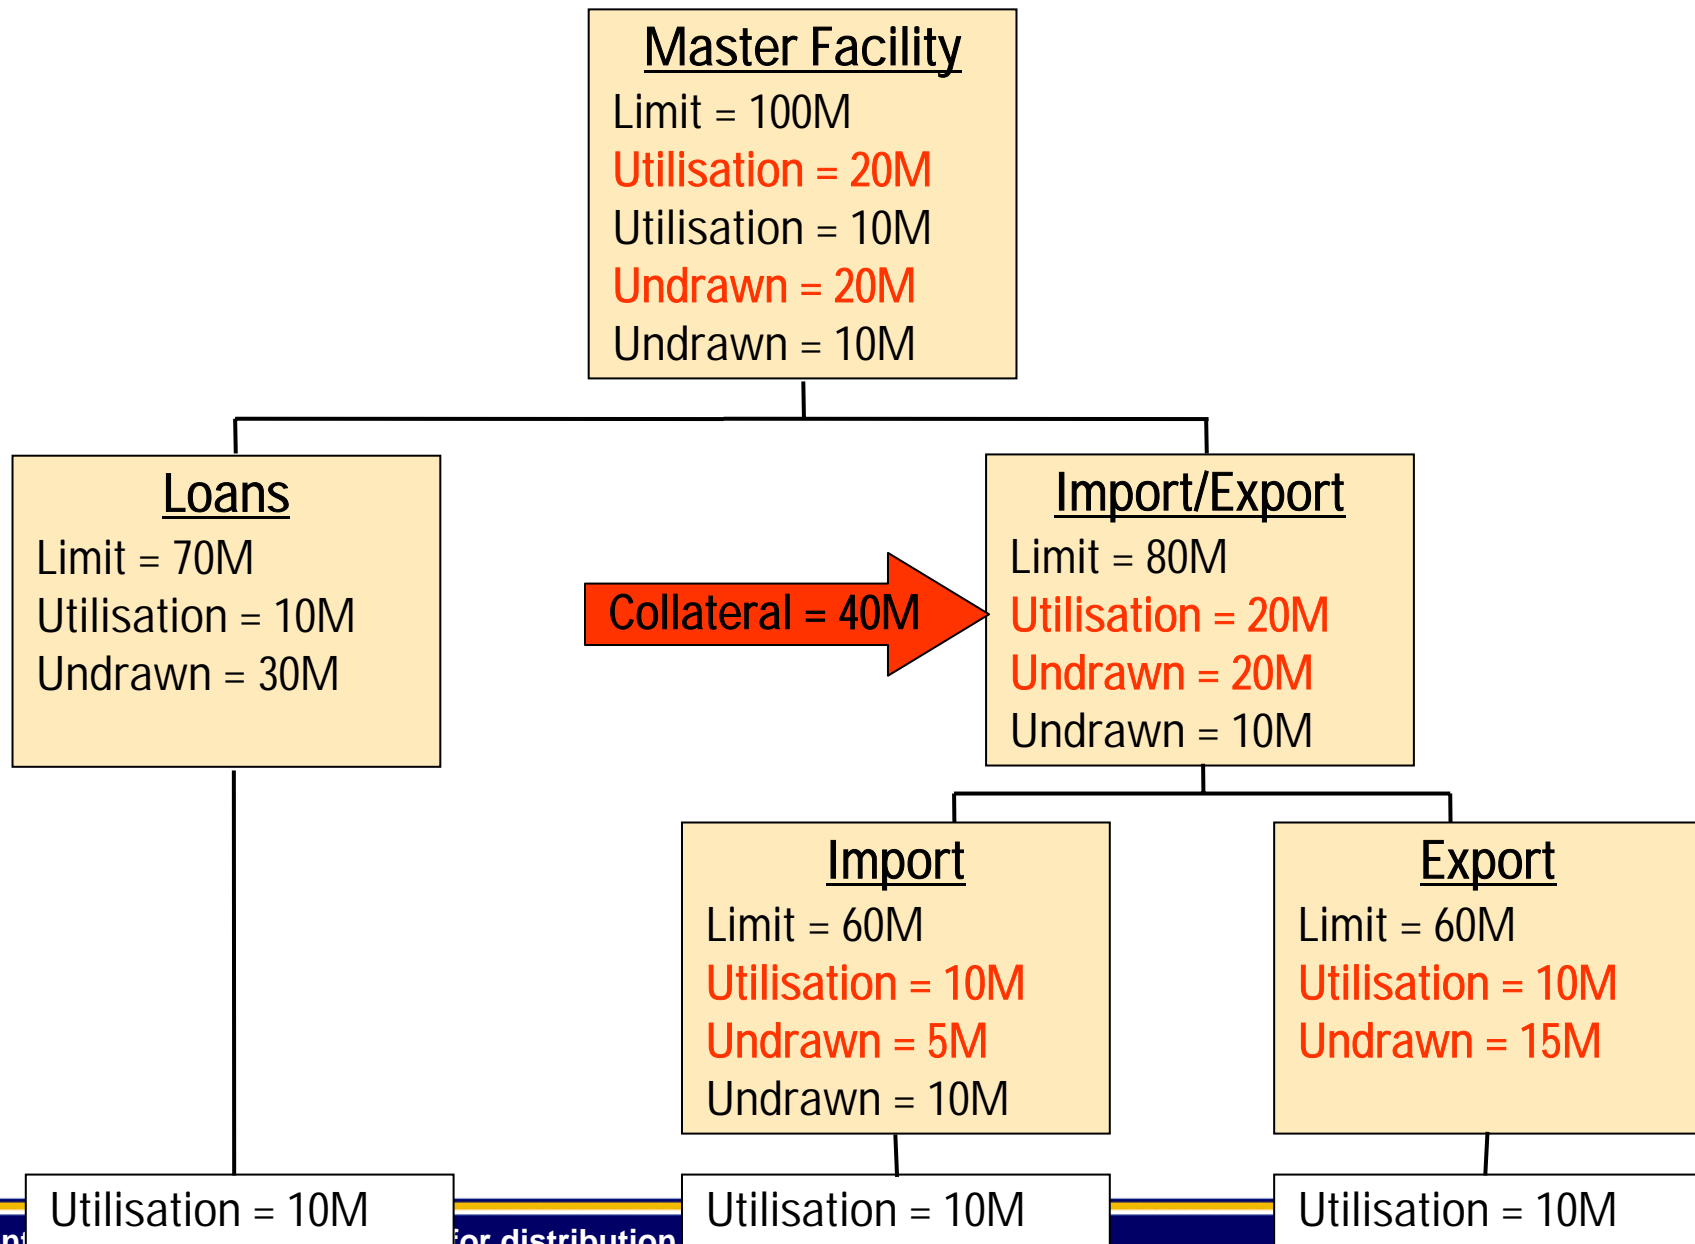 Master Facility
Limit = 100M
Utilisation = 20M
Utilisation = 10M
Undrawn = 20M
Undrawn = 10M
Loans
Limit = 70M
Utilisation = 10M
Undrawn = 30M
Collateral = 40M
Import/Export
Limit = 80M
Utilisation = 20M
Undrawn = 20M
Undrawn = 10M
Import
Limit = 60M
Utilisation = 10M
Undrawn = 5M
Undrawn = 10M
Export
Limit = 60M
Utilisation = 10M
Undrawn = 15M
Utilisation = 10M
Utilisation = 10M
Utilisation = 10M
for distribution